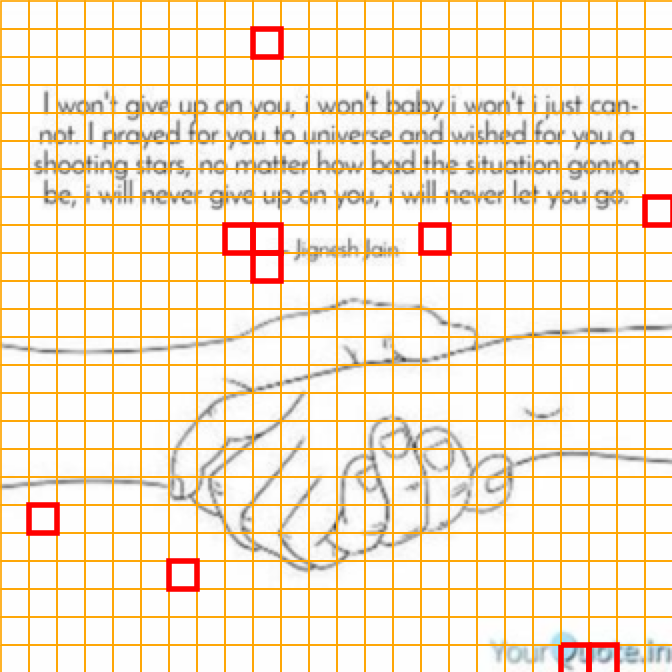 I won't give up on you, i won't baby i won't i just can-
not. I prayed for you to universe and wished for you a
shooting stars, no matter how bad the situation gonna
be, i will never give up on you, i will never let you go.
- Jignesh Jain
YourQuote.in